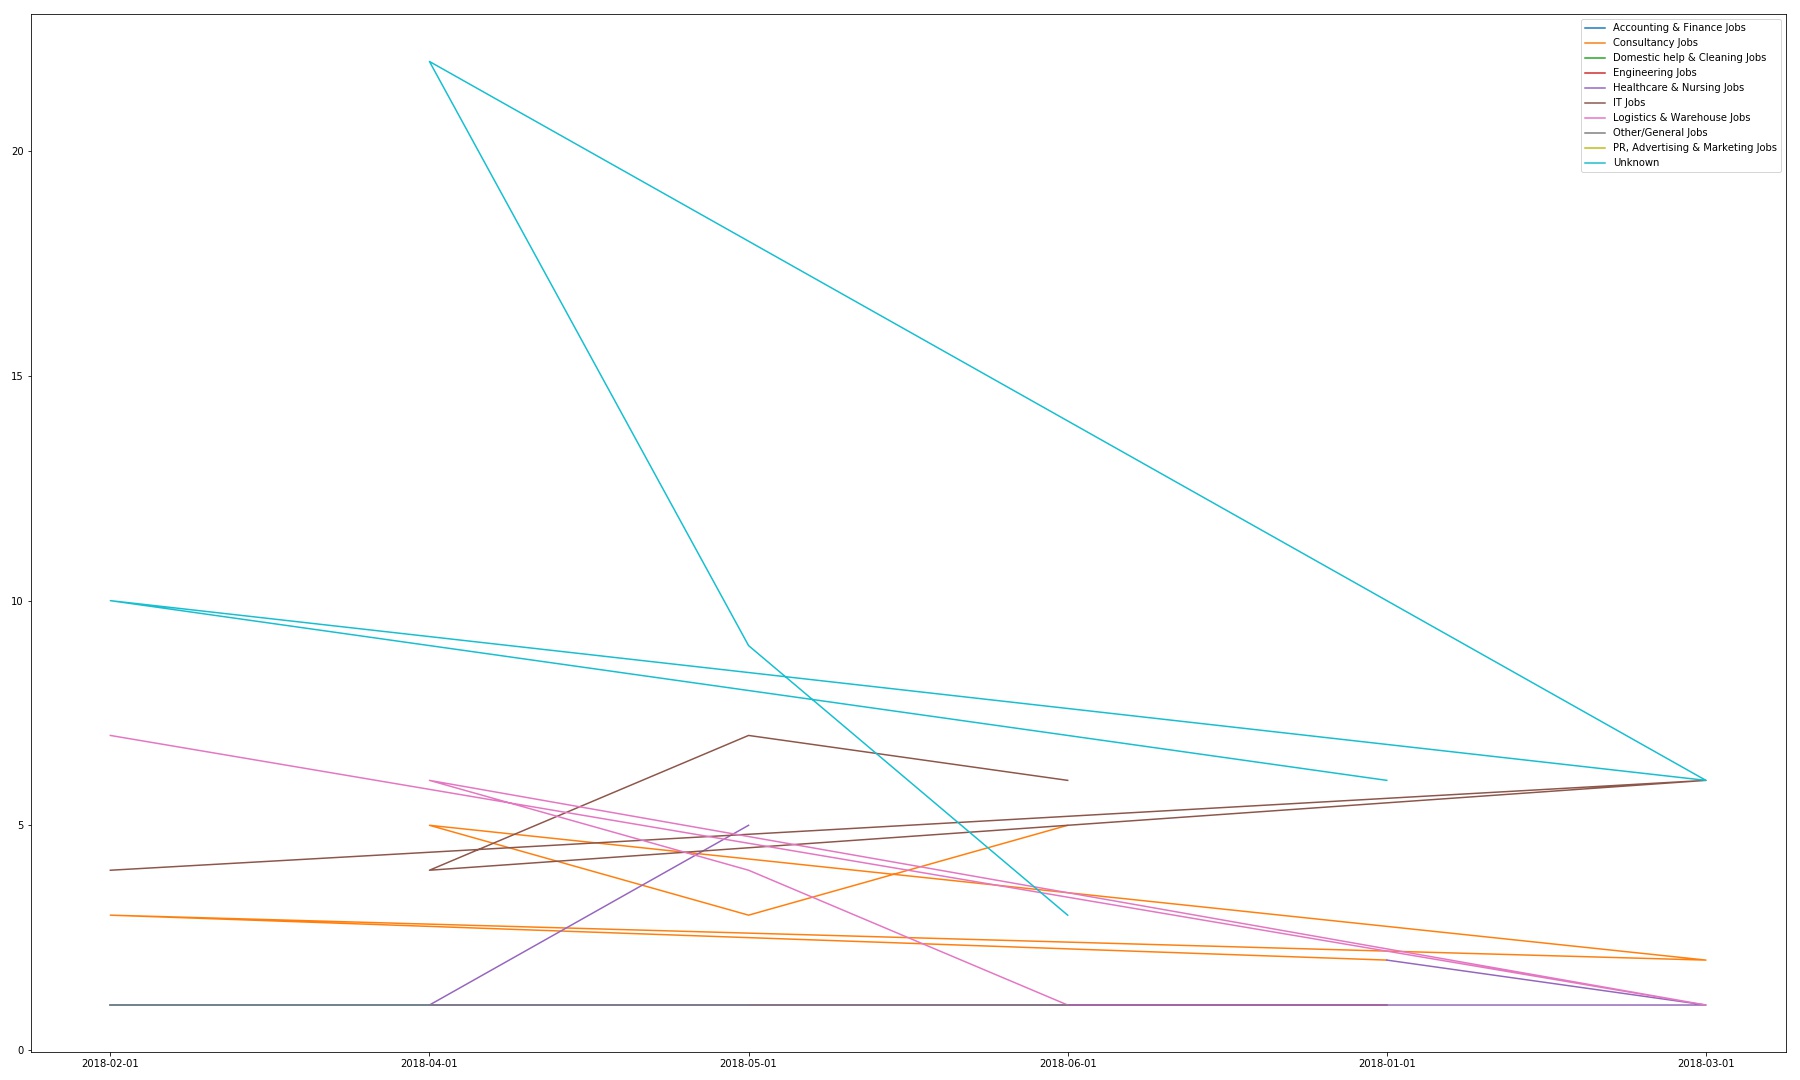 Accounting & Finance Jobs
Consultancy Jobs
Domestic help & Cleaning Jobs
Engineering Jobs
Healthcare & Nursing Jobs
IT Jobs
Logistics & Warehouse Jobs
Other/General Jobs
PR, Advertising & Marketing Jobs
Unknown
20
15
10
5
0
2018-02-01 2018-04-01 2018-05-01 2018-06-01 2018-01-01 2018-03-01